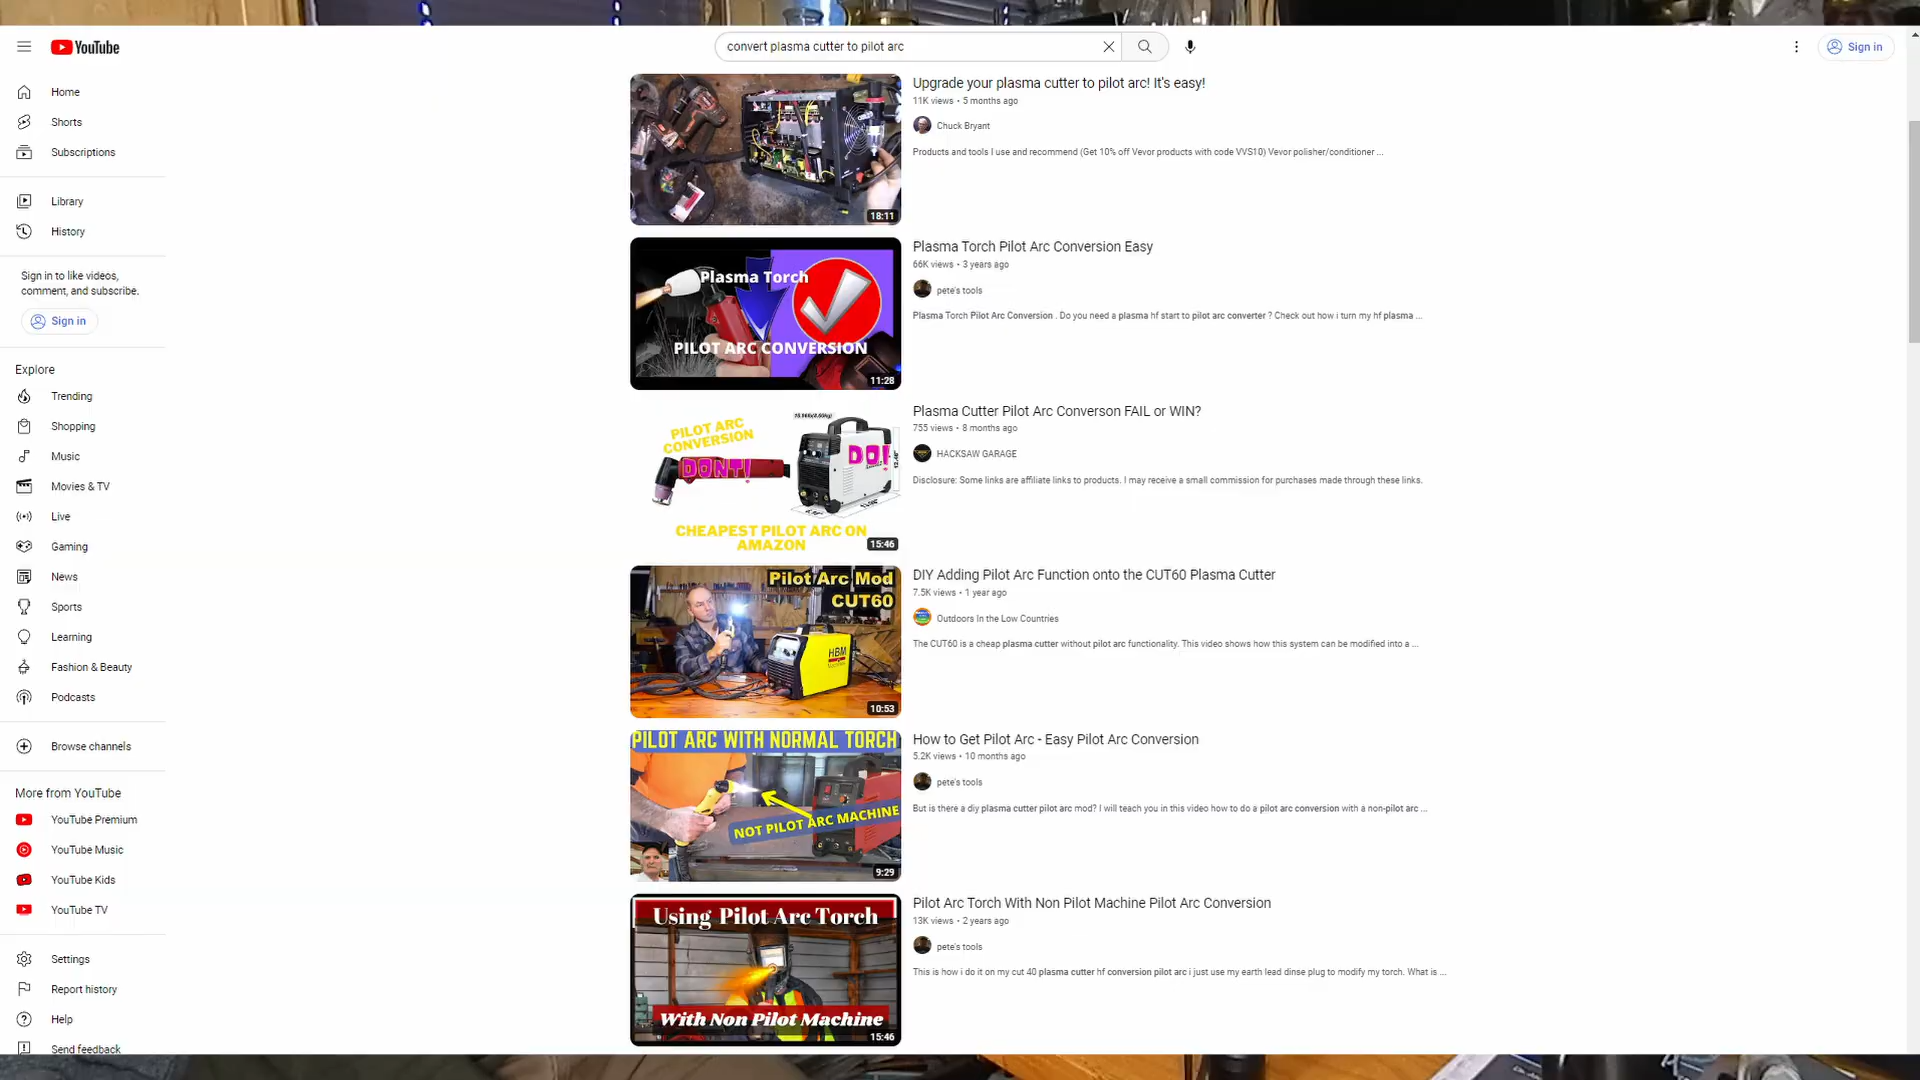 YouTube
convert plasma cutter to pilot arc
Sign in
Home
Shorts
Subscriptions
Library
History
Sign in to like videos,
comment, and subscribe.
Sign in
Explore
Trending
Shopping
Music
Movies & TV
Live
Gaming
News
Sports
Learning
Fashion & Beauty
Podcasts
Browse channels
More from YouTube
YouTube Premium
YouTube Music
YouTube Kids
YouTube TV
Settings
Report history
Help
Send feedback
18:11
Upgrade your plasma cutter to pilot arc! It's easy!
11K views • 5 months ago
Chuck Bryant
Products and tools I use and recommend (Get 10% off Vevor products with code VVS10) Vevor polisher/conditioner ...
Plasma Torch
PILOT ARC CONVERSION
11:28
Plasma Torch Pilot Arc Conversion Easy
66K views • 3 years ago
pete's tools
Plasma Torch Pilot Arc Conversion . Do you need a plasma hf start to pilot arc converter ? Check out how i turn my hf plasma ...
PILOT ARC
CONVERSION
DONT!
DO!
CHEAPEST PILOT ARC ON
AMAZON
15:46
Plasma Cutter Pilot Arc Converson FAIL or WIN?
755 views • 8 months ago
HACKSAW GARAGE
Disclosure: Some links are affiliate links to products. I may receive a small commission for purchases made through these links.
Pilot Arc Mod
CUT60
HBM
Machines
10:53
DIY Adding Pilot Arc Function onto the CUT60 Plasma Cutter
7.5K views • 1 year ago
Outdoors In the Low Countries
The CUT60 is a cheap plasma cutter without pilot arc functionality. This video shows how this system can be modified into a ...
PILOT ARC WITH NORMAL TORCH
NOT PILOT ARC MACHINE
9:29
How to Get Pilot Arc - Easy Pilot Arc Conversion
5.2K views • 10 months ago
pete's tools
But is there a diy plasma cutter pilot arc mod? I will teach you in this video how to do a pilot arc conversion with a non-pilot arc ...
Using Pilot Arc Torch
With Non Pilot Machine
15:46
Pilot Arc Torch With Non Pilot Machine Pilot Arc Conversion
13K views • 2 years ago
pete's tools
This is how i do it on my cut 40 plasma cutter hf conversion pilot arc i just use my earth lead dinse plug to modify my torch. What is ...